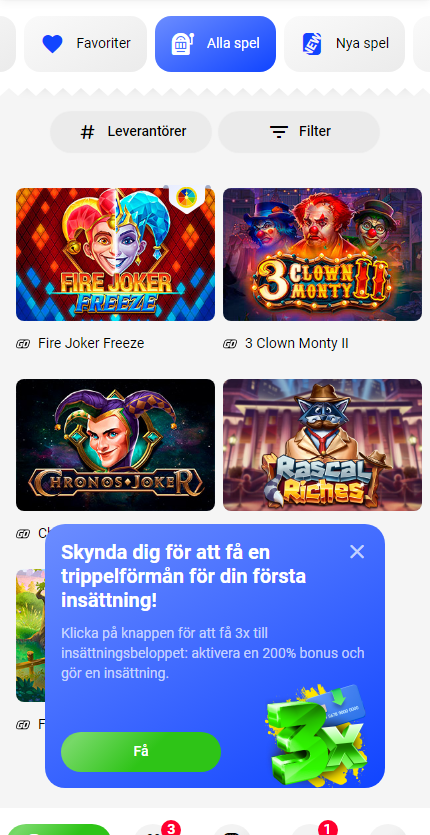 Favoriter
Alla spel
NEW
Nya spel
Leverantörer
Filter
FIRE JOKER
FREEZE
3 CLOWN
MONTY II
Fire Joker Freeze
3 Clown Monty II
CHRONOS JOKER
RASCAL
RICHES
Skynda dig för att få en
trippelförmån för din första
insättning!
Klicka på knappen för att få 3x till
insättningsbeloppet: aktivera en 200% bonus och
gör en insättning.
Få
3x
3
1